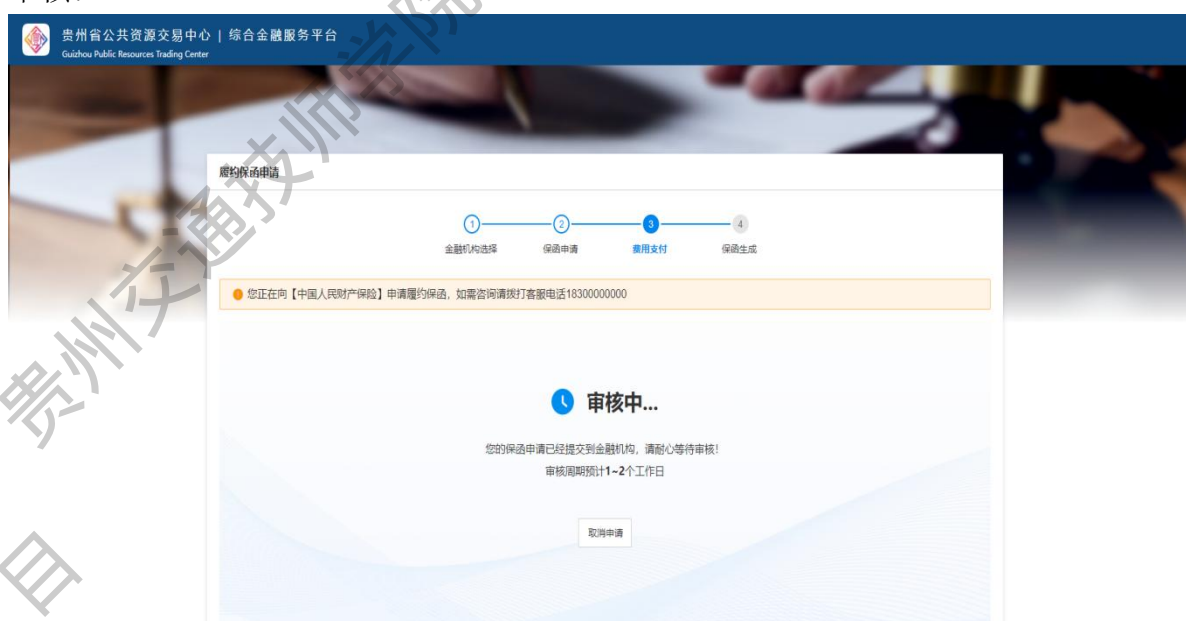 贵州省公共资源交易中心 | 综合金融服务平台
Guizhou Public Resources Trading Center
履约保函申请
1 2 3 4
金融机构选择 保函申请 费用支付 保函生成
您正在向【中国人民财产保险】申请履约保函，如需咨询请拨打客服电话18300000000
审核中...
您的保函申请已经提交到金融机构，请耐心等待审核！
审核周期预计1~2个工作日
取消申请
贵州交通技师学院
目